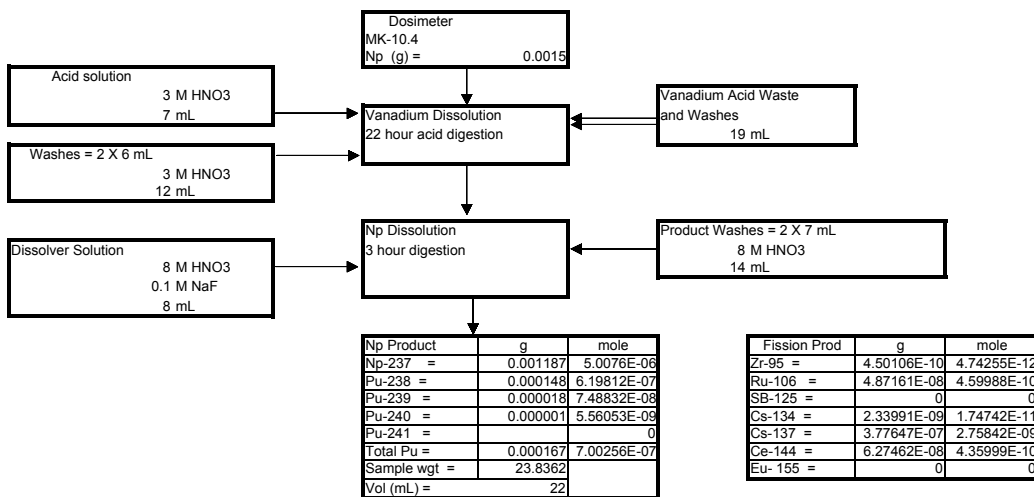 Dosimeter
MK-10.4
Np (g) = 0.0015
Acid solution
3 M HNO3
7 mL
Vanadium Dissolution
22 hour acid digestion
Vanadium Acid Waste
and Washes
19 mL
Washes = 2 X 6 mL
3 M HNO3
12 mL
Np Dissolution
3 hour digestion
Product Washes = 2 X 7 mL
8 M HNO3
14 mL
Dissolver Solution
8 M HNO3
0.1 M NaF
8 mL
Np Product g mole
Np-237 = 0.001187 5.0076E-06
Pu-238 = 0.000148 6.19812E-07
Pu-239 = 0.000018 7.48832E-08
Pu-240 = 0.000001 5.56053E-09
Pu-241 = 0
Total Pu = 0.000167 7.00256E-07
Sample wgt = 23.8362
Vol (mL) = 22
Fission Prod g mole
Zr-95 = 4.50106E-10 4.74255E-12
Ru-106 = 4.87161E-08 4.59988E-10
SB-125 = 0 0
Cs-134 = 2.33991E-09 1.74742E-11
Cs-137 = 3.77647E-07 2.75842E-09
Ce-144 = 6.27462E-08 4.35999E-10
Eu- 155 = 0 0